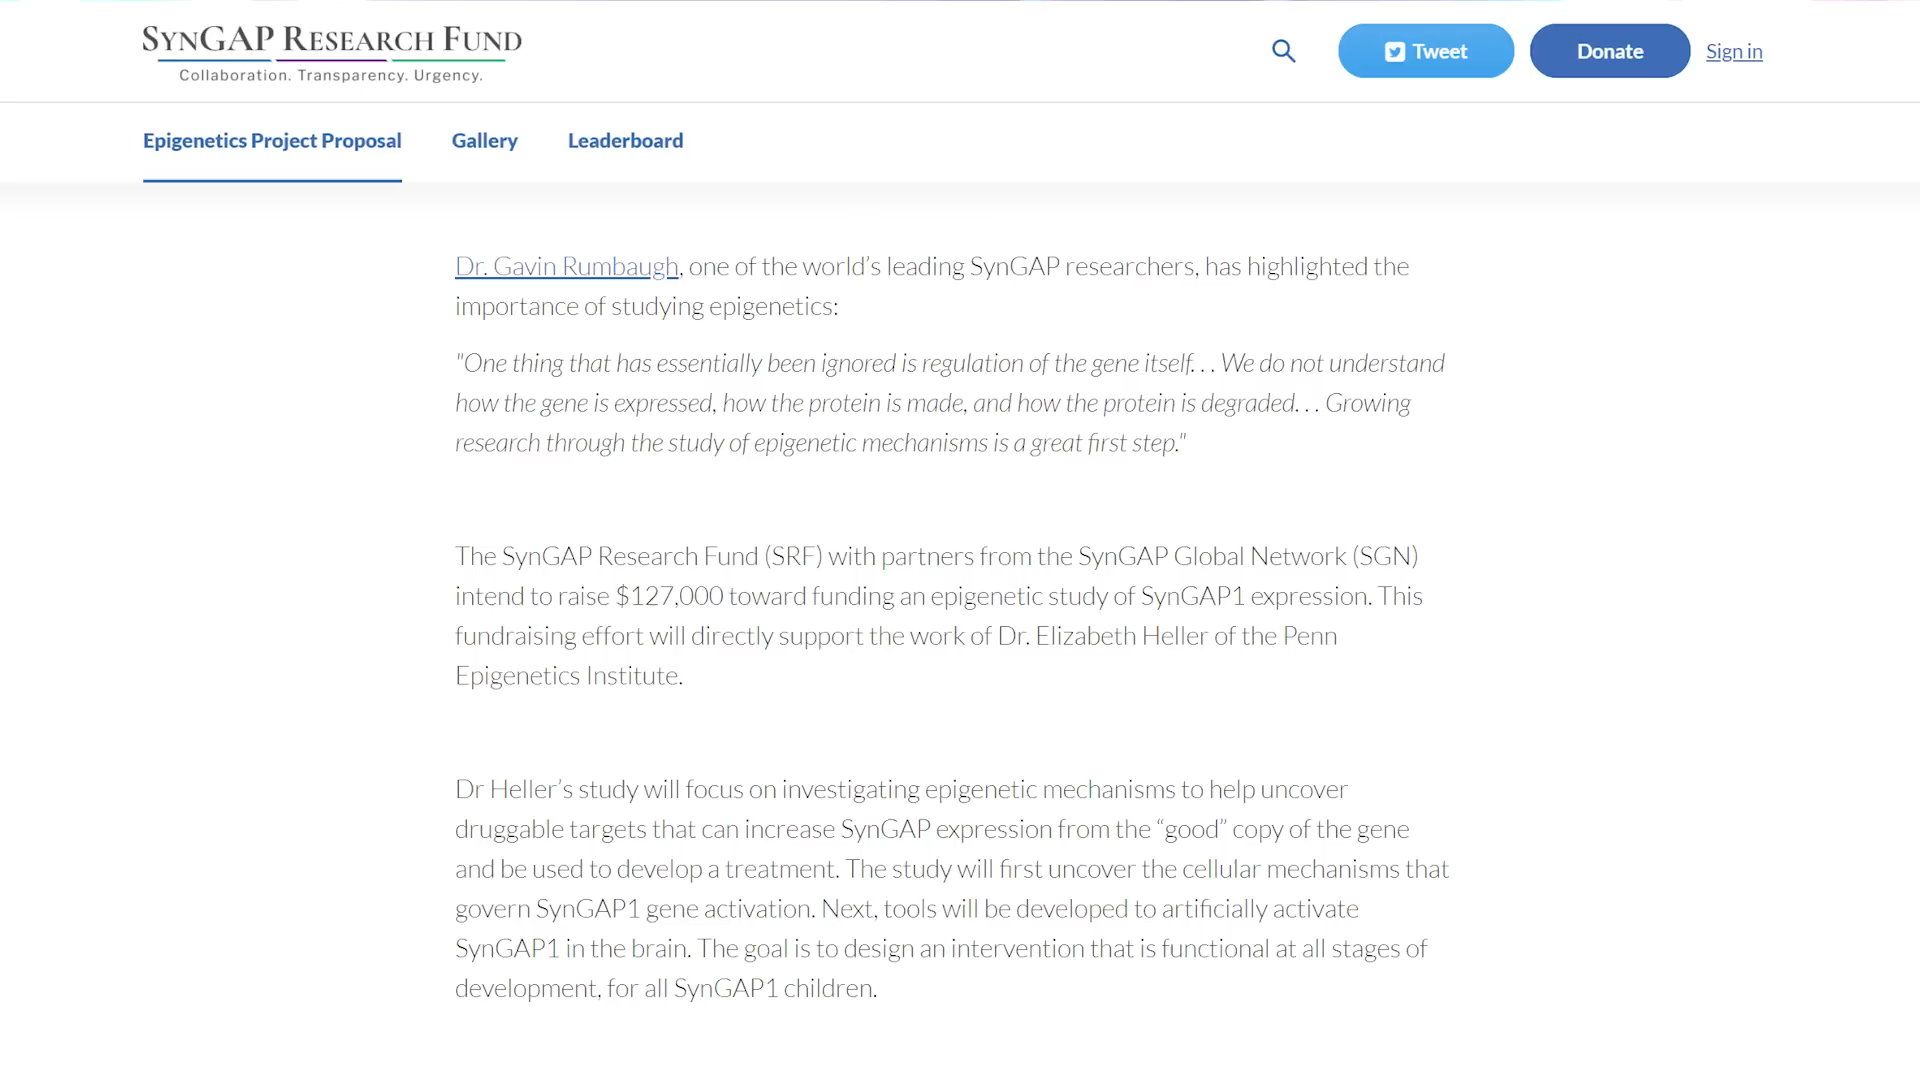 SynGAP Research Fund
Collaboration. Transparency. Urgency.
Tweet
Donate
Sign in
Epigenetics Project Proposal
Gallery
Leaderboard
Dr. Gavin Rumbaugh, one of the world’s leading SynGAP researchers, has highlighted the
importance of studying epigenetics:
"One thing that has essentially been ignored is regulation of the gene itself. . . We do not understand
how the gene is expressed, how the protein is made, and how the protein is degraded. . . Growing
research through the study of epigenetic mechanisms is a great first step."
The SynGAP Research Fund (SRF) with partners from the SynGAP Global Network (SGN)
intend to raise $127,000 toward funding an epigenetic study of SynGAP1 expression. This
fundraising effort will directly support the work of Dr. Elizabeth Heller of the Penn
Epigenetics Institute.
Dr Heller’s study will focus on investigating epigenetic mechanisms to help uncover
druggable targets that can increase SynGAP expression from the “good” copy of the gene
and be used to develop a treatment. The study will first uncover the cellular mechanisms that
govern SynGAP1 gene activation. Next, tools will be developed to artificially activate
SynGAP1 in the brain. The goal is to design an intervention that is functional at all stages of
development, for all SynGAP1 children.